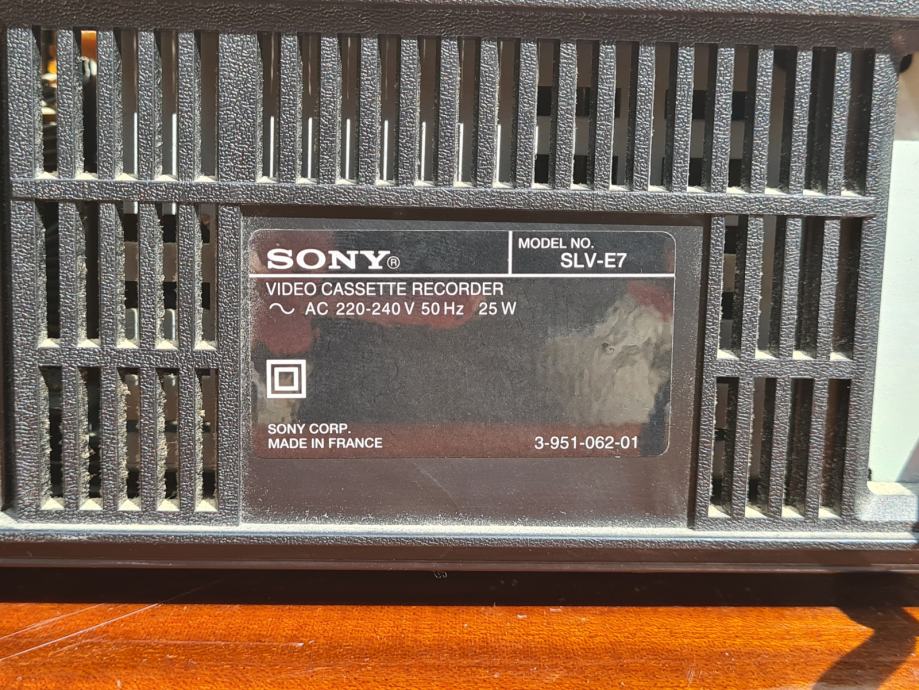 SONY®
MODEL NO.
SLV-E7
VIDEO CASSETTE RECORDER
~ AC 220-240 V 50 Hz 25 W
SONY CORP.
MADE IN FRANCE
3-951-062-01